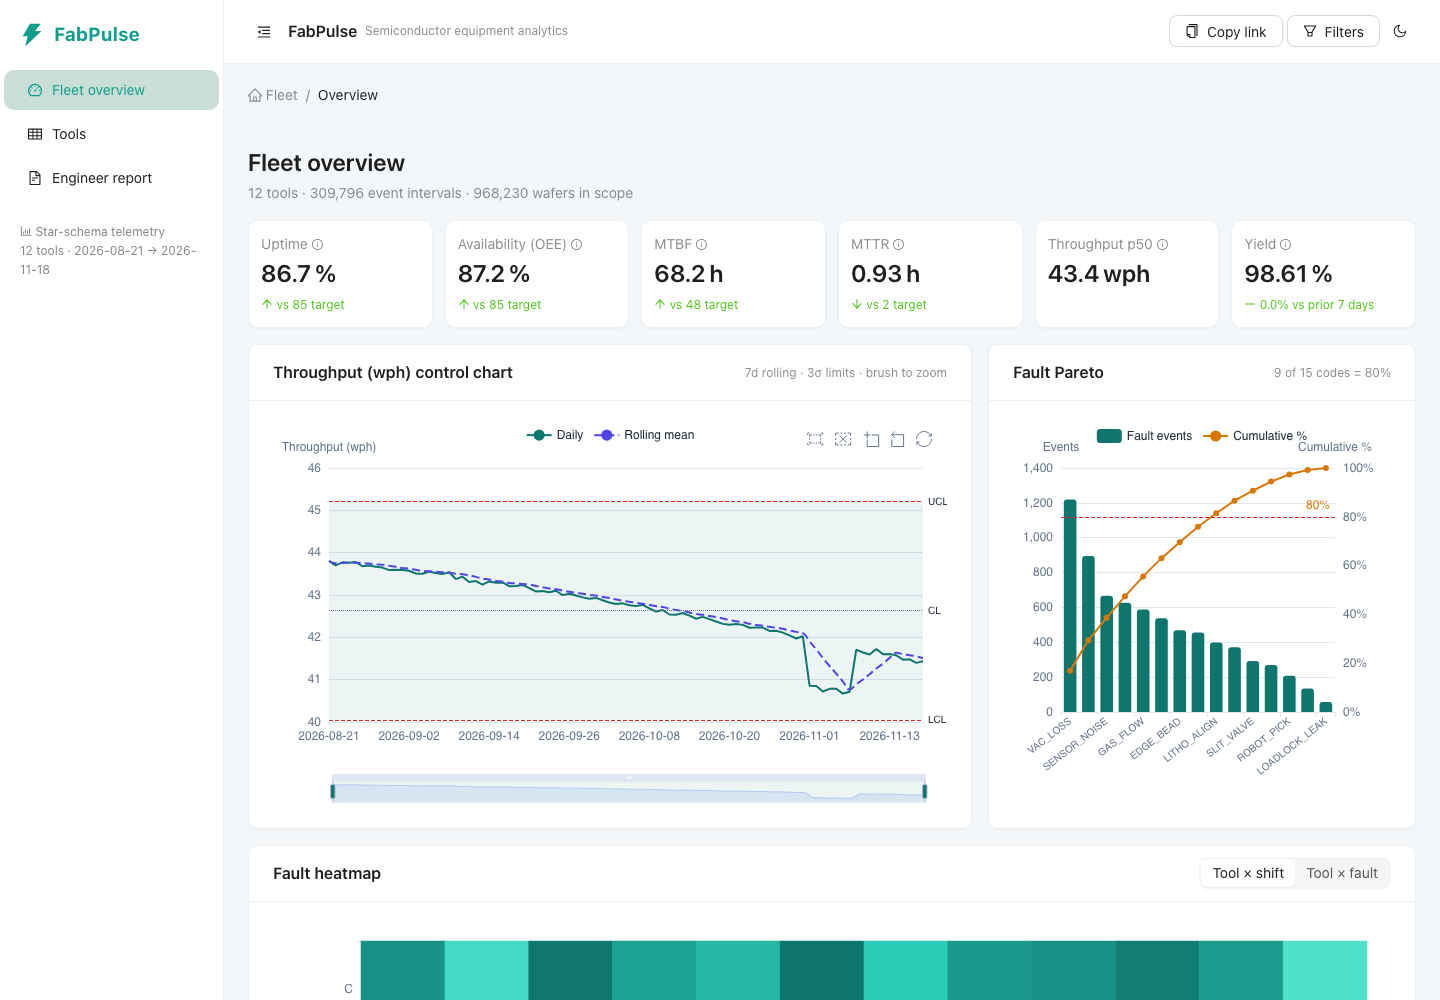 FabPulse
Fleet overview
Tools
Engineer report
Star-schema telemetry
12 tools · 2026-08-21 → 2026-
11-18
FabPulse Semiconductor equipment analytics
Copy link
Filters
Fleet / Overview
Fleet overview
12 tools · 309,796 event intervals · 968,230 wafers in scope
Uptime
86.7 %
↑ vs 85 target
Availability (OEE)
87.2 %
↑ vs 85 target
MTBF
68.2 h
↑ vs 48 target
MTTR
0.93 h
↓ vs 2 target
Throughput p50
43.4 wph
Yield
98.61 %
— 0.0% vs prior 7 days
Throughput (wph) control chart
7d rolling · 3σ limits · brush to zoom
Daily
Rolling mean
Throughput (wph)
46
45
44
43
42
41
40
UCL
CL
LCL
2026-08-21
2026-09-02
2026-09-14
2026-09-26
2026-10-08
2026-10-20
2026-11-01
2026-11-13
Fault Pareto
9 of 15 codes = 80%
Fault events
Cumulative %
Events
Cumulative %
1,400
1,200
1,000
800
600
400
200
0
100%
80%
80%
60%
40%
20%
0%
VAC_LOSS
SENSOR_NOISE
GAS_FLOW
EDGE_BEAD
LITHO_ALIGN
SLIT_VALVE
ROBOT_PICK
LOADLOCK_LEAK
Fault heatmap
Tool × shift
Tool × fault
C